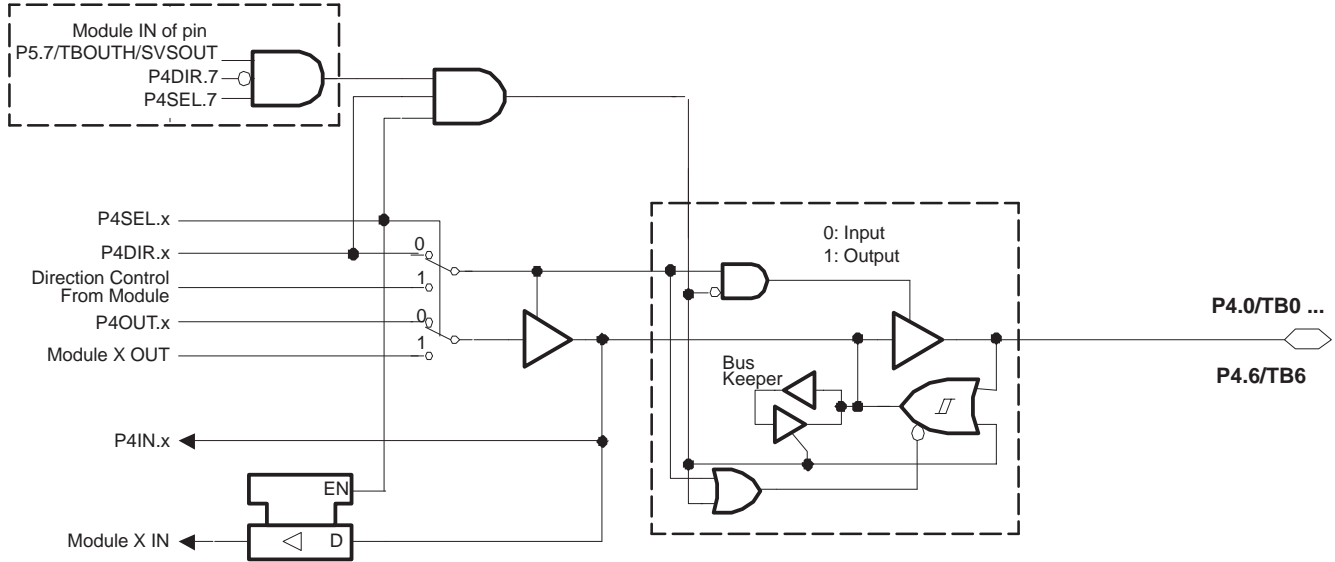 Module IN of pin
P5.7/TBOUTH/SVSOUT
P4DIR.7
P4SEL.7
P4SEL.x
P4DIR.x
0
Direction Control
From Module
1
P4OUT.x
0
Module X OUT
1
0: Input
1: Output
P4.0/TB0 ...
P4.6/TB6
Bus
Keeper
P4IN.x
EN
Module X IN
D